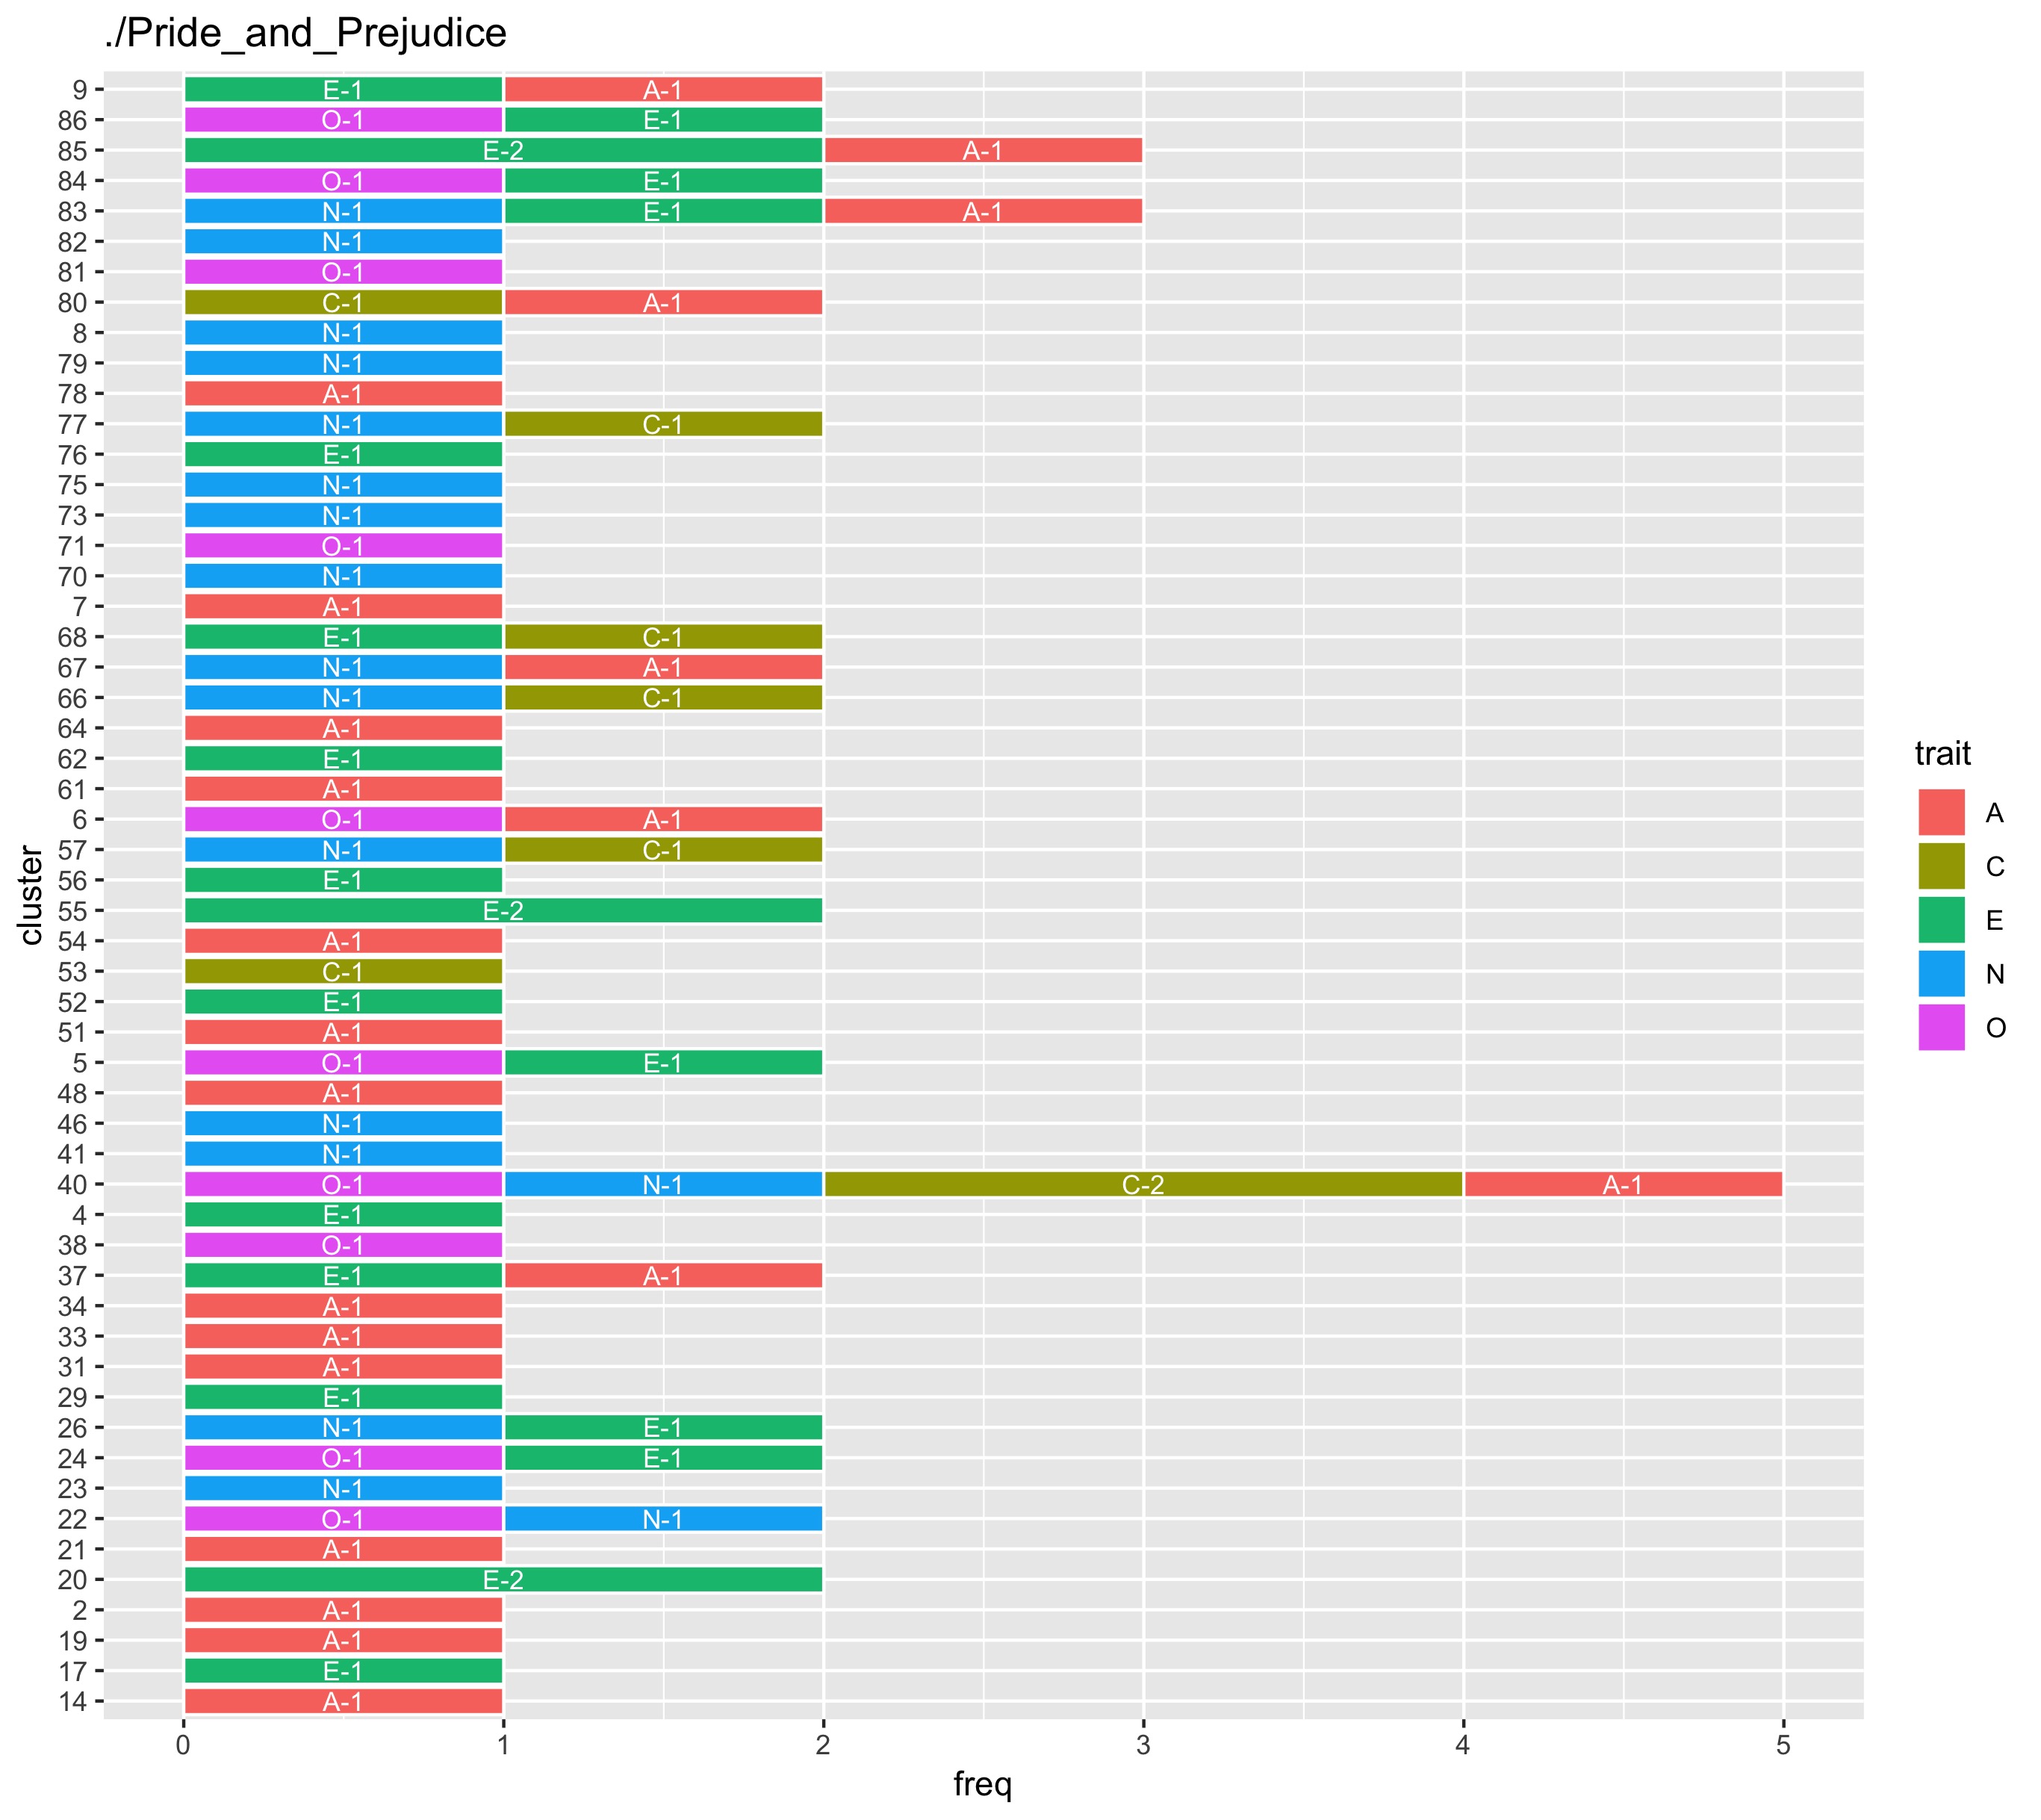 ./Pride_and_Prejudice
9 E-1 A-1
86 O-1 E-1
85 E-2 A-1
84 O-1 E-1
83 N-1 E-1 A-1
82 N-1
81 O-1
80 C-1 A-1
8 N-1
79 N-1
78 A-1
77 N-1 C-1
76 E-1
75 N-1
73 N-1
71 O-1
70 N-1
7 A-1
68 E-1 C-1
67 N-1 A-1
66 N-1 C-1
64 A-1
62 E-1
61 A-1
6 O-1 A-1
57 N-1 C-1
56 E-1
55 E-2
54 A-1
53 C-1
52 E-1
51 A-1
5 O-1 E-1
48 A-1
46 N-1
41 N-1
40 O-1 N-1 C-2 A-1
4 E-1
38 O-1
37 E-1 A-1
34 A-1
33 A-1
31 A-1
29 E-1
26 N-1 E-1
24 O-1 E-1
23 N-1
22 O-1 N-1
21 A-1
20 E-2
2 A-1
19 A-1
17 E-1
14 A-1
0 1 2 3 4 5
freq
cluster
trait
A
C
E
N
O